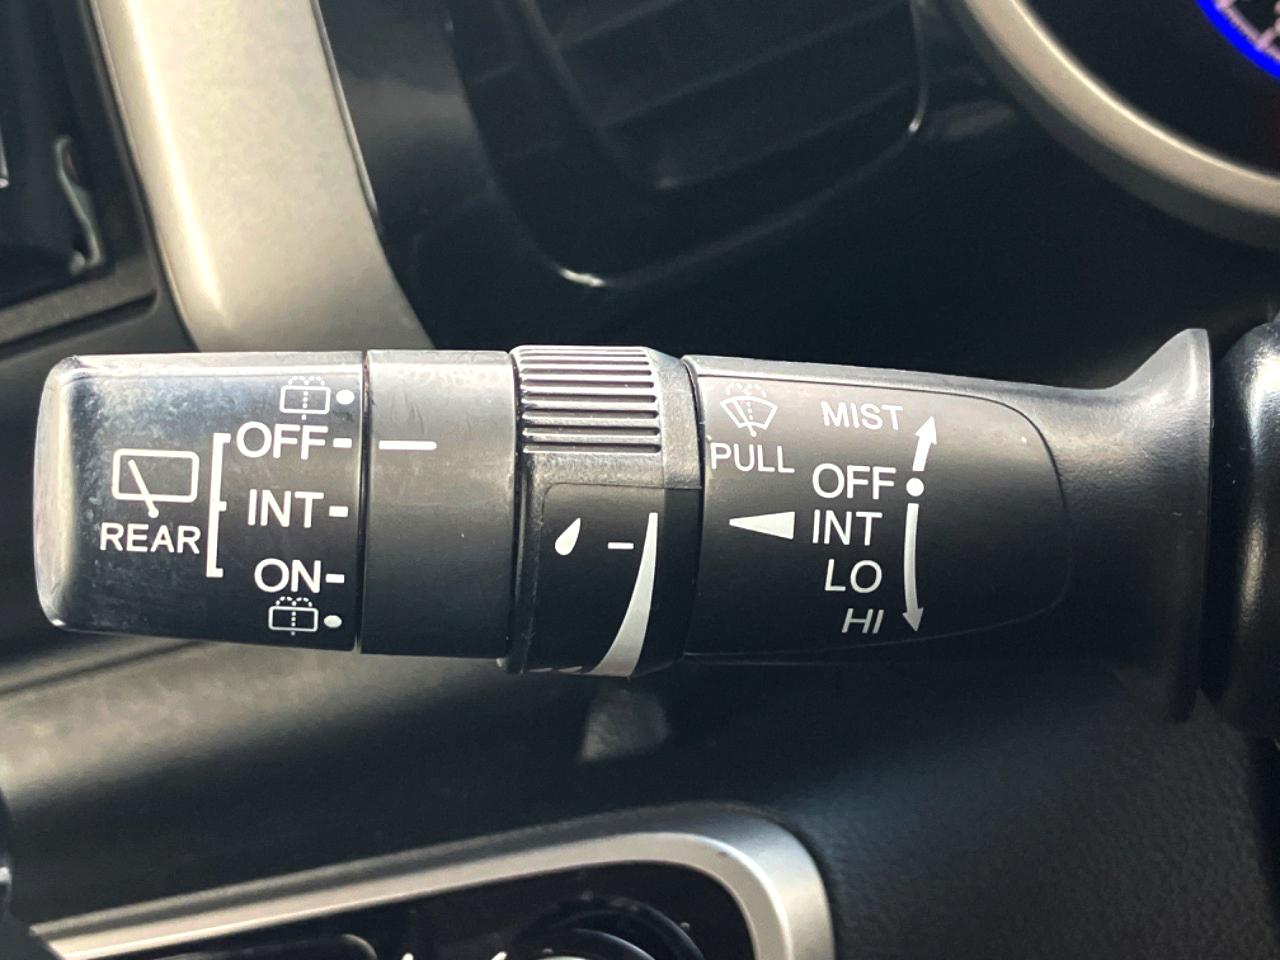 OFF
INT
REAR
ON
PULL
MIST
OFF
INT
LO
HI